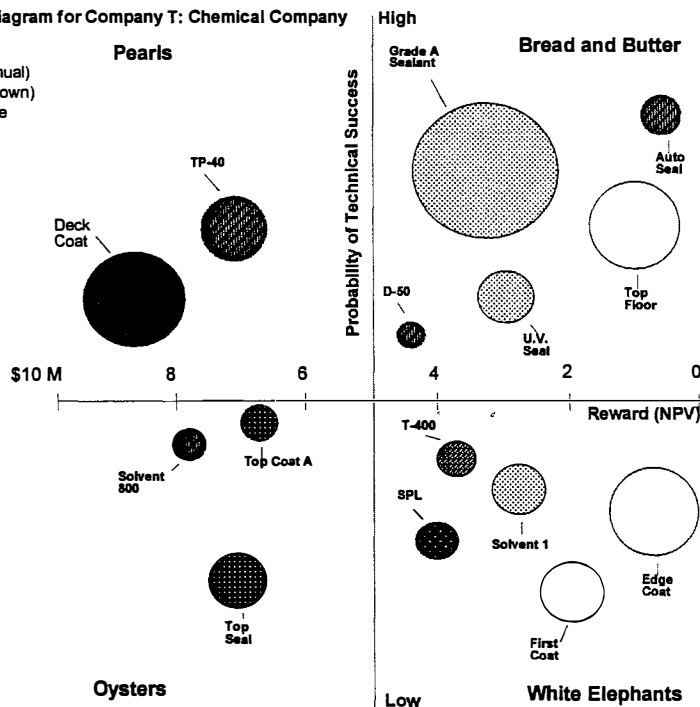 iagram for Company T: Chemical Company
High
Pearls
Bread and Butter
nual)
own)
e
Grade A
Sealant
Auto
Seal
TP-40
Deck
Coat
Probability of Technical Success
Top
Floor
D-50
U.V.
Seal
$10 M
8
6
4
2
0
Reward (NPV)
T-400
Solvent
800
Top Coat A
SPL
Solvent 1
Edge
Coat
Top
Seal
First
Coat
Oysters
White Elephants
Low